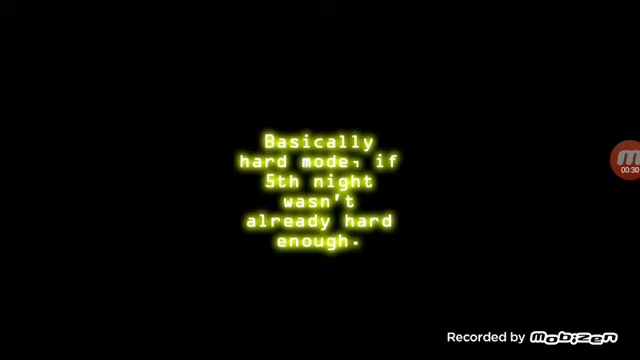 Basically
hard mode, if
5th night
wasn't
already hard
enough.
00:30
Recorded by mobizen